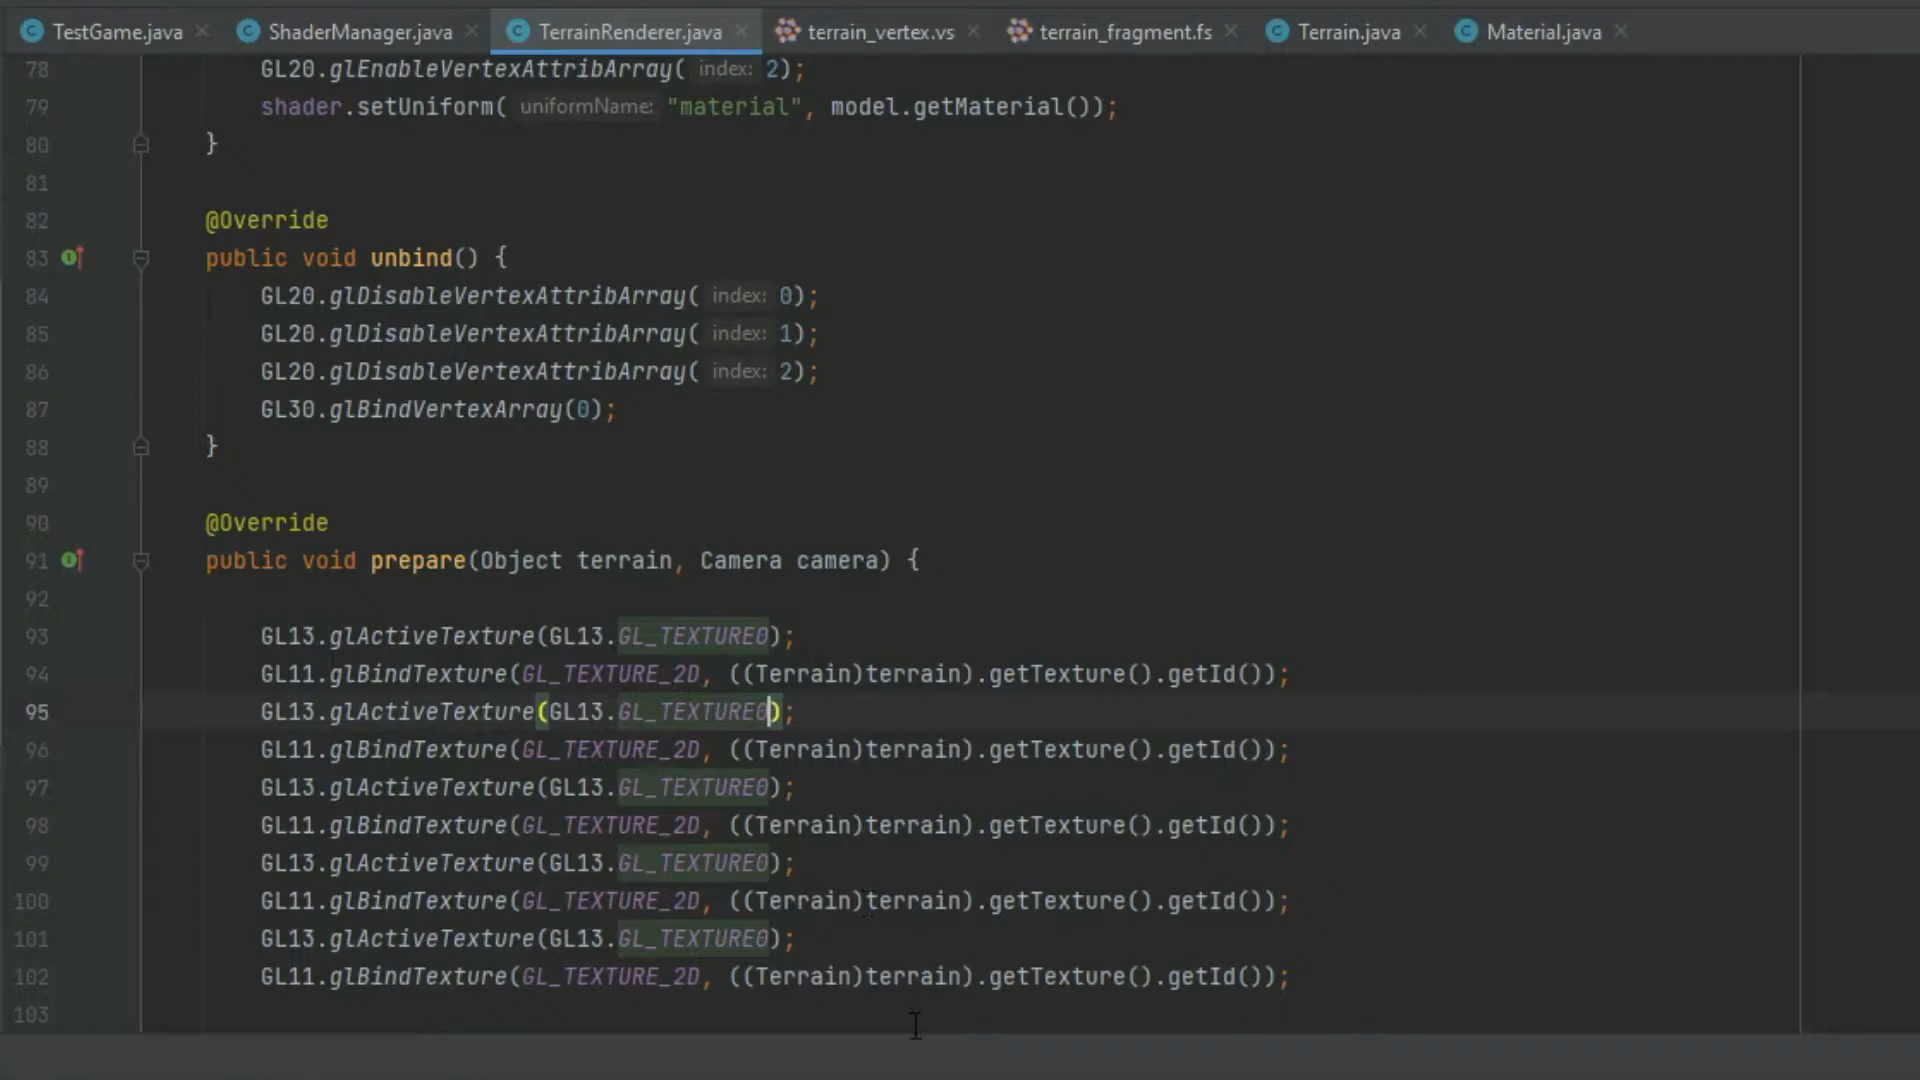 TestGame.java ShaderManager.java TerrainRenderer.java terrain_vertex.vs terrain_fragment.fs Terrain.java Material.java
78 GL20.glEnableVertexAttribArray( index: 2);
79 shader.setUniform( uniformName: "material", model.getMaterial());
80 }
81
82 @Override
83 public void unbind() {
84 GL20.glDisableVertexAttribArray( index: 0);
85 GL20.glDisableVertexAttribArray( index: 1);
86 GL20.glDisableVertexAttribArray( index: 2);
87 GL30.glBindVertexArray(0);
88 }
89
90 @Override
91 public void prepare(Object terrain, Camera camera) {
92
93 GL13.glActiveTexture(GL13.GL_TEXTURE0);
94 GL11.glBindTexture(GL_TEXTURE_2D, ((Terrain)terrain).getTexture().getId());
95 GL13.glActiveTexture(GL13.GL_TEXTURE0);
96 GL11.glBindTexture(GL_TEXTURE_2D, ((Terrain)terrain).getTexture().getId());
97 GL13.glActiveTexture(GL13.GL_TEXTURE0);
98 GL11.glBindTexture(GL_TEXTURE_2D, ((Terrain)terrain).getTexture().getId());
99 GL13.glActiveTexture(GL13.GL_TEXTURE0);
100 GL11.glBindTexture(GL_TEXTURE_2D, ((Terrain)terrain).getTexture().getId());
101 GL13.glActiveTexture(GL13.GL_TEXTURE0);
102 GL11.glBindTexture(GL_TEXTURE_2D, ((Terrain)terrain).getTexture().getId());
103